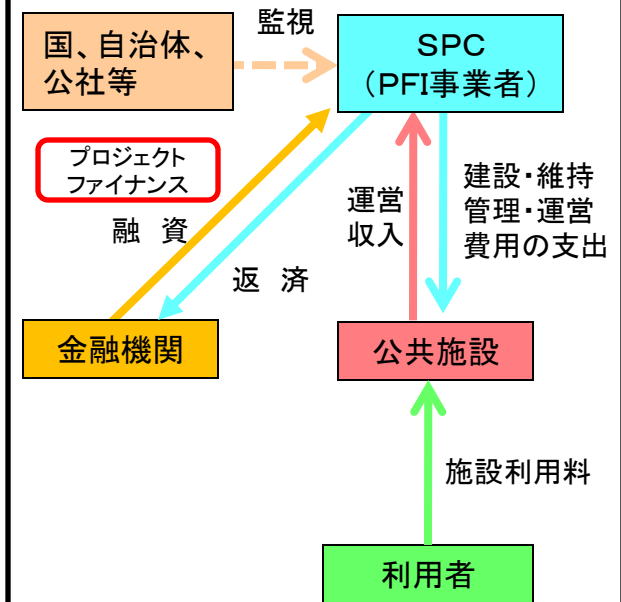 監視
国、自治体、
公社等
SPC
（PFI事業者）
プロジェクト
ファイナンス
融　資
返　済
運営
収入
建設・維持
管理・運営
費用の支出
金融機関
公共施設
施設利用料
利用者